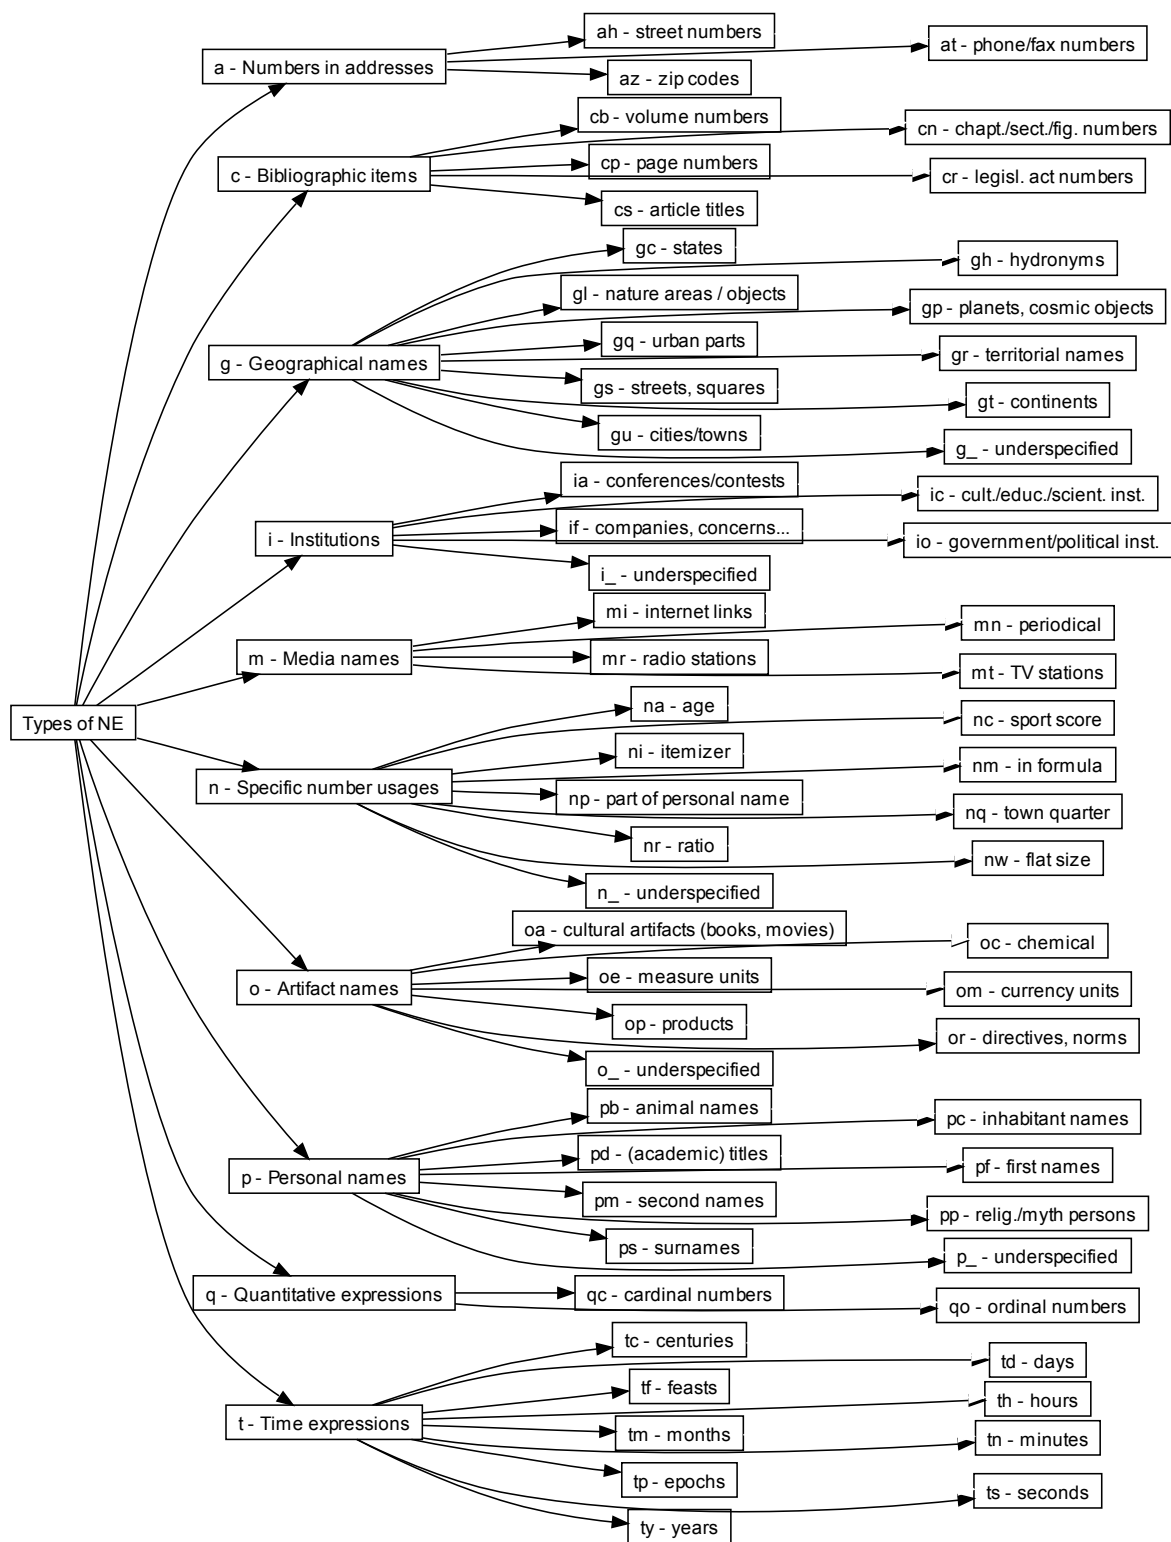 Types of NE
a - Numbers in addresses
ah - street numbers
at - phone/fax numbers
az - zip codes
c - Bibliographic items
cb - volume numbers
cn - chapt./sect./fig. numbers
cp - page numbers
cr - legisl. act numbers
cs - article titles
g - Geographical names
gc - states
gh - hydronyms
gl - nature areas / objects
gp - planets, cosmic objects
gq - urban parts
gr - territorial names
gs - streets, squares
gt - continents
gu - cities/towns
g_ - underspecified
i - Institutions
ia - conferences/contests
ic - cult./educ./scient. inst.
if - companies, concerns...
io - government/political inst.
i_ - underspecified
m - Media names
mi - internet links
mn - periodical
mr - radio stations
mt - TV stations
n - Specific number usages
na - age
nc - sport score
ni - itemizer
nm - in formula
np - part of personal name
nq - town quarter
nr - ratio
nw - flat size
n_ - underspecified
o - Artifact names
oa - cultural artifacts (books, movies)
oc - chemical
oe - measure units
om - currency units
op - products
or - directives, norms
o_ - underspecified
p - Personal names
pb - animal names
pc - inhabitant names
pd - (academic) titles
pf - first names
pm - second names
pp - relig./myth persons
ps - surnames
p_ - underspecified
q - Quantitative expressions
qc - cardinal numbers
qo - ordinal numbers
t - Time expressions
tc - centuries
td - days
tf - feasts
th - hours
tm - months
tn - minutes
tp - epochs
ts - seconds
ty - years